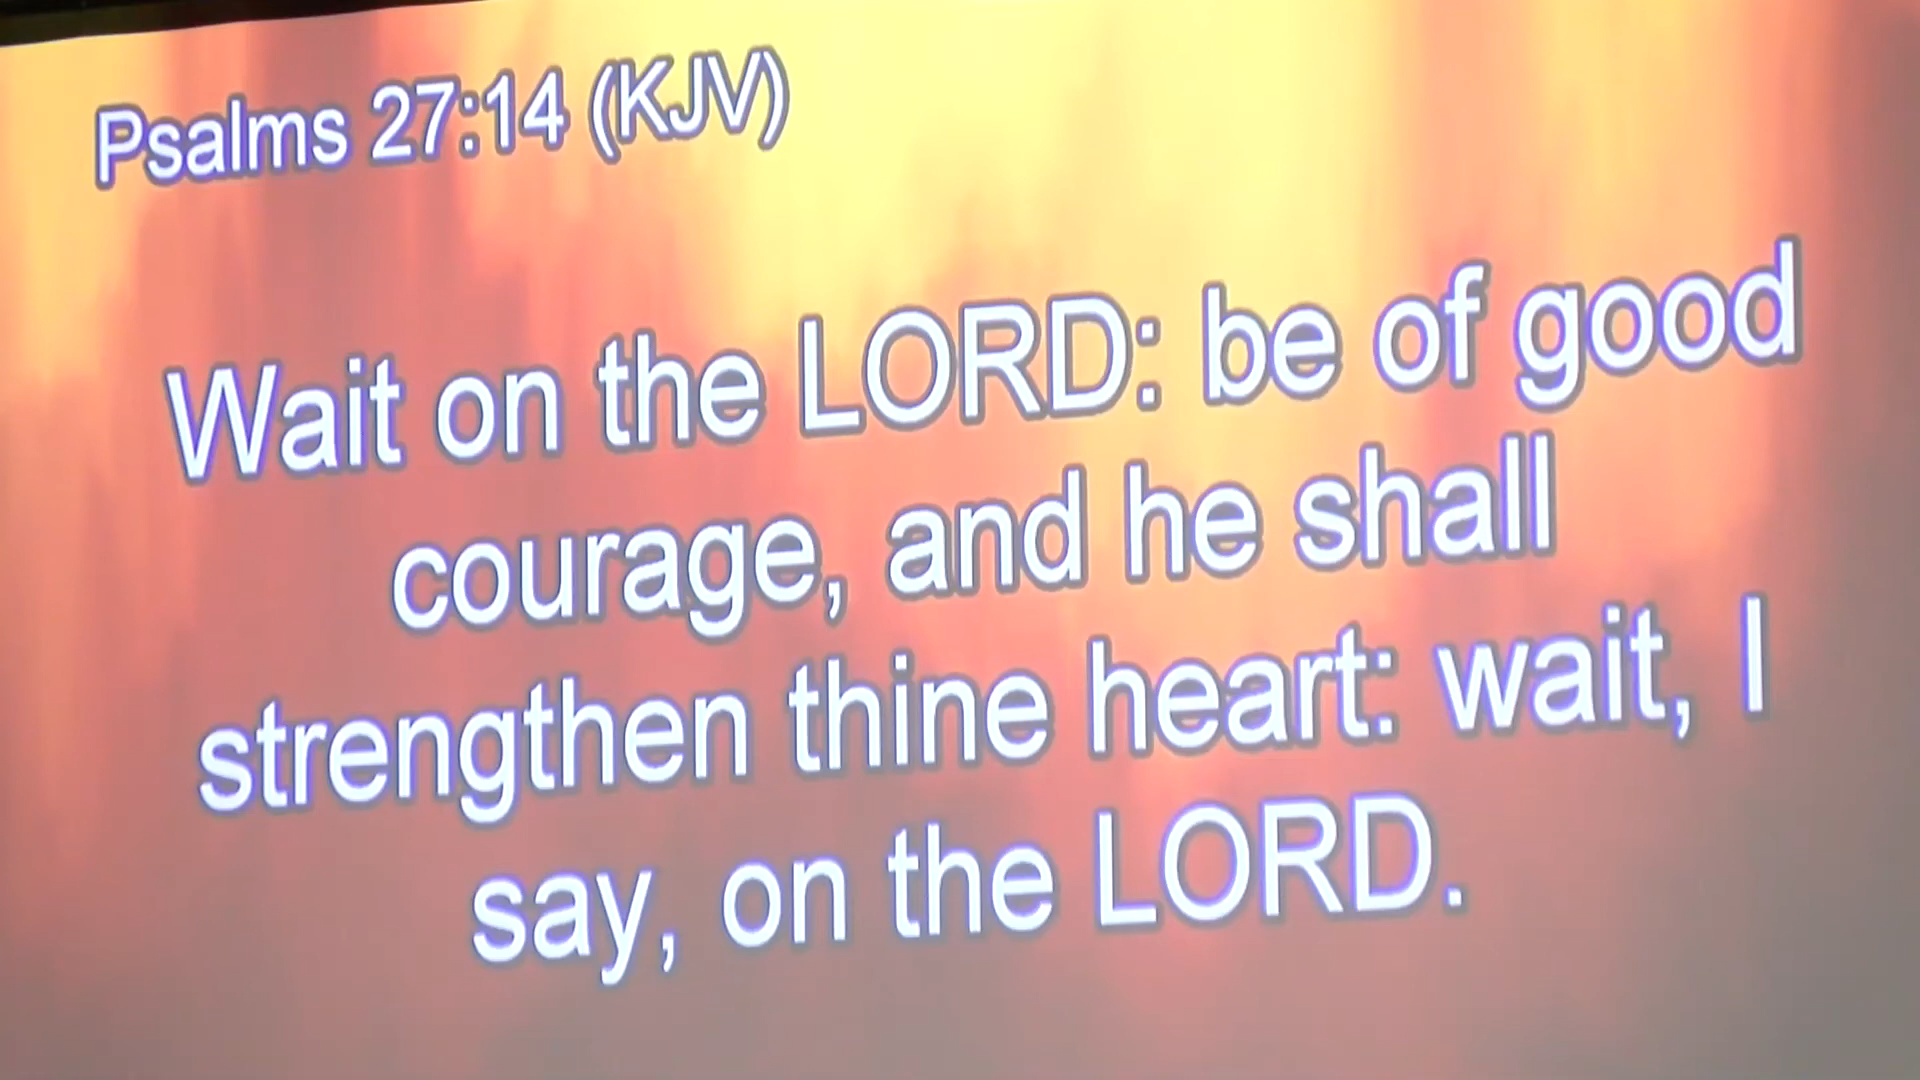 Psalms 27:14 (KJV)
Wait on the LORD: be of good
courage, and he shall
strengthen thine heart: wait, I
say, on the LORD.